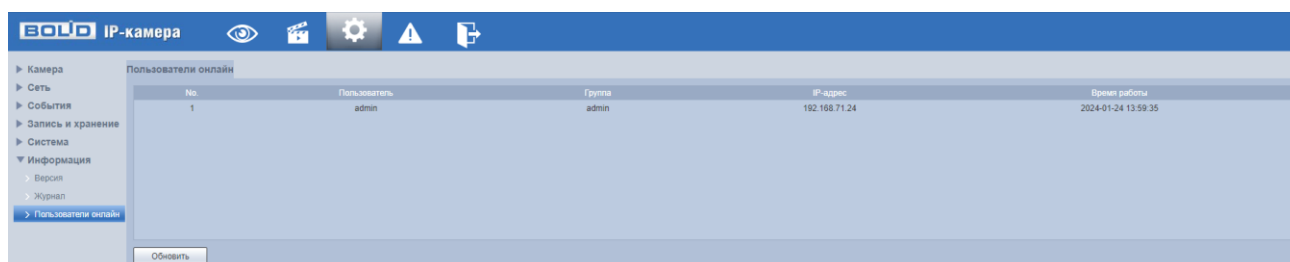 BOLID IP-камера
Камера
Сеть
События
Запись и хранение
Система
Информация
Версия
Журнал
Пользователи онлайн
Пользователи онлайн
No. Пользователь Группа IP-адрес Время работы
1 admin admin 192.168.71.24 2024-01-24 13:59:35
Обновить